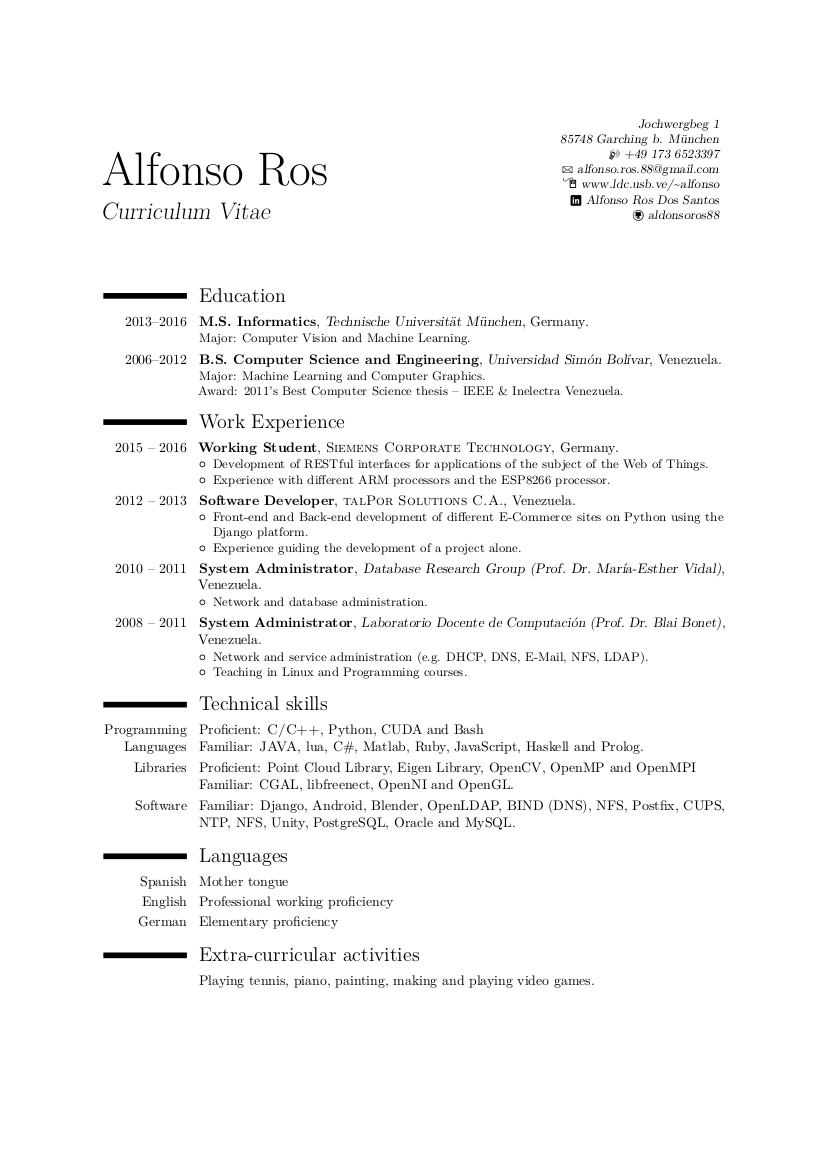 Alfonso Ros
Curriculum Vitae
Jochwergbeg 1
85748 Garching b. München
+49 173 6523397
alfonso.ros.88@gmail.com
www.ldc.usb.ve/~alfonso
in Alfonso Ros Dos Santos
aldonsoros88
Education
2013–2016 M.S. Informatics, Technische Universität München, Germany.
Major: Computer Vision and Machine Learning.
2006–2012 B.S. Computer Science and Engineering, Universidad Simón Bolívar, Venezuela.
Major: Machine Learning and Computer Graphics.
Award: 2011's Best Computer Science thesis – IEEE & Inelectra Venezuela.
Work Experience
2015 – 2016 Working Student, Siemens Corporate Technology, Germany.
○ Development of RESTful interfaces for applications of the subject of the Web of Things.
○ Experience with different ARM processors and the ESP8266 processor.
2012 – 2013 Software Developer, talPor Solutions C.A., Venezuela.
○ Front-end and Back-end development of different E-Commerce sites on Python using the
Django platform.
○ Experience guiding the development of a project alone.
2010 – 2011 System Administrator, Database Research Group (Prof. Dr. María-Esther Vidal),
Venezuela.
○ Network and database administration.
2008 – 2011 System Administrator, Laboratorio Docente de Computación (Prof. Dr. Blai Bonet),
Venezuela.
○ Network and service administration (e.g. DHCP, DNS, E-Mail, NFS, LDAP).
○ Teaching in Linux and Programming courses.
Technical skills
Programming Proficient: C/C++, Python, CUDA and Bash
Languages Familiar: JAVA, lua, C#, Matlab, Ruby, JavaScript, Haskell and Prolog.
Libraries Proficient: Point Cloud Library, Eigen Library, OpenCV, OpenMP and OpenMPI
Familiar: CGAL, libfreenect, OpenNI and OpenGL.
Software Familiar: Django, Android, Blender, OpenLDAP, BIND (DNS), NFS, Postfix, CUPS,
NTP, NFS, Unity, PostgreSQL, Oracle and MySQL.
Languages
Spanish Mother tongue
English Professional working proficiency
German Elementary proficiency
Extra-curricular activities
Playing tennis, piano, painting, making and playing video games.